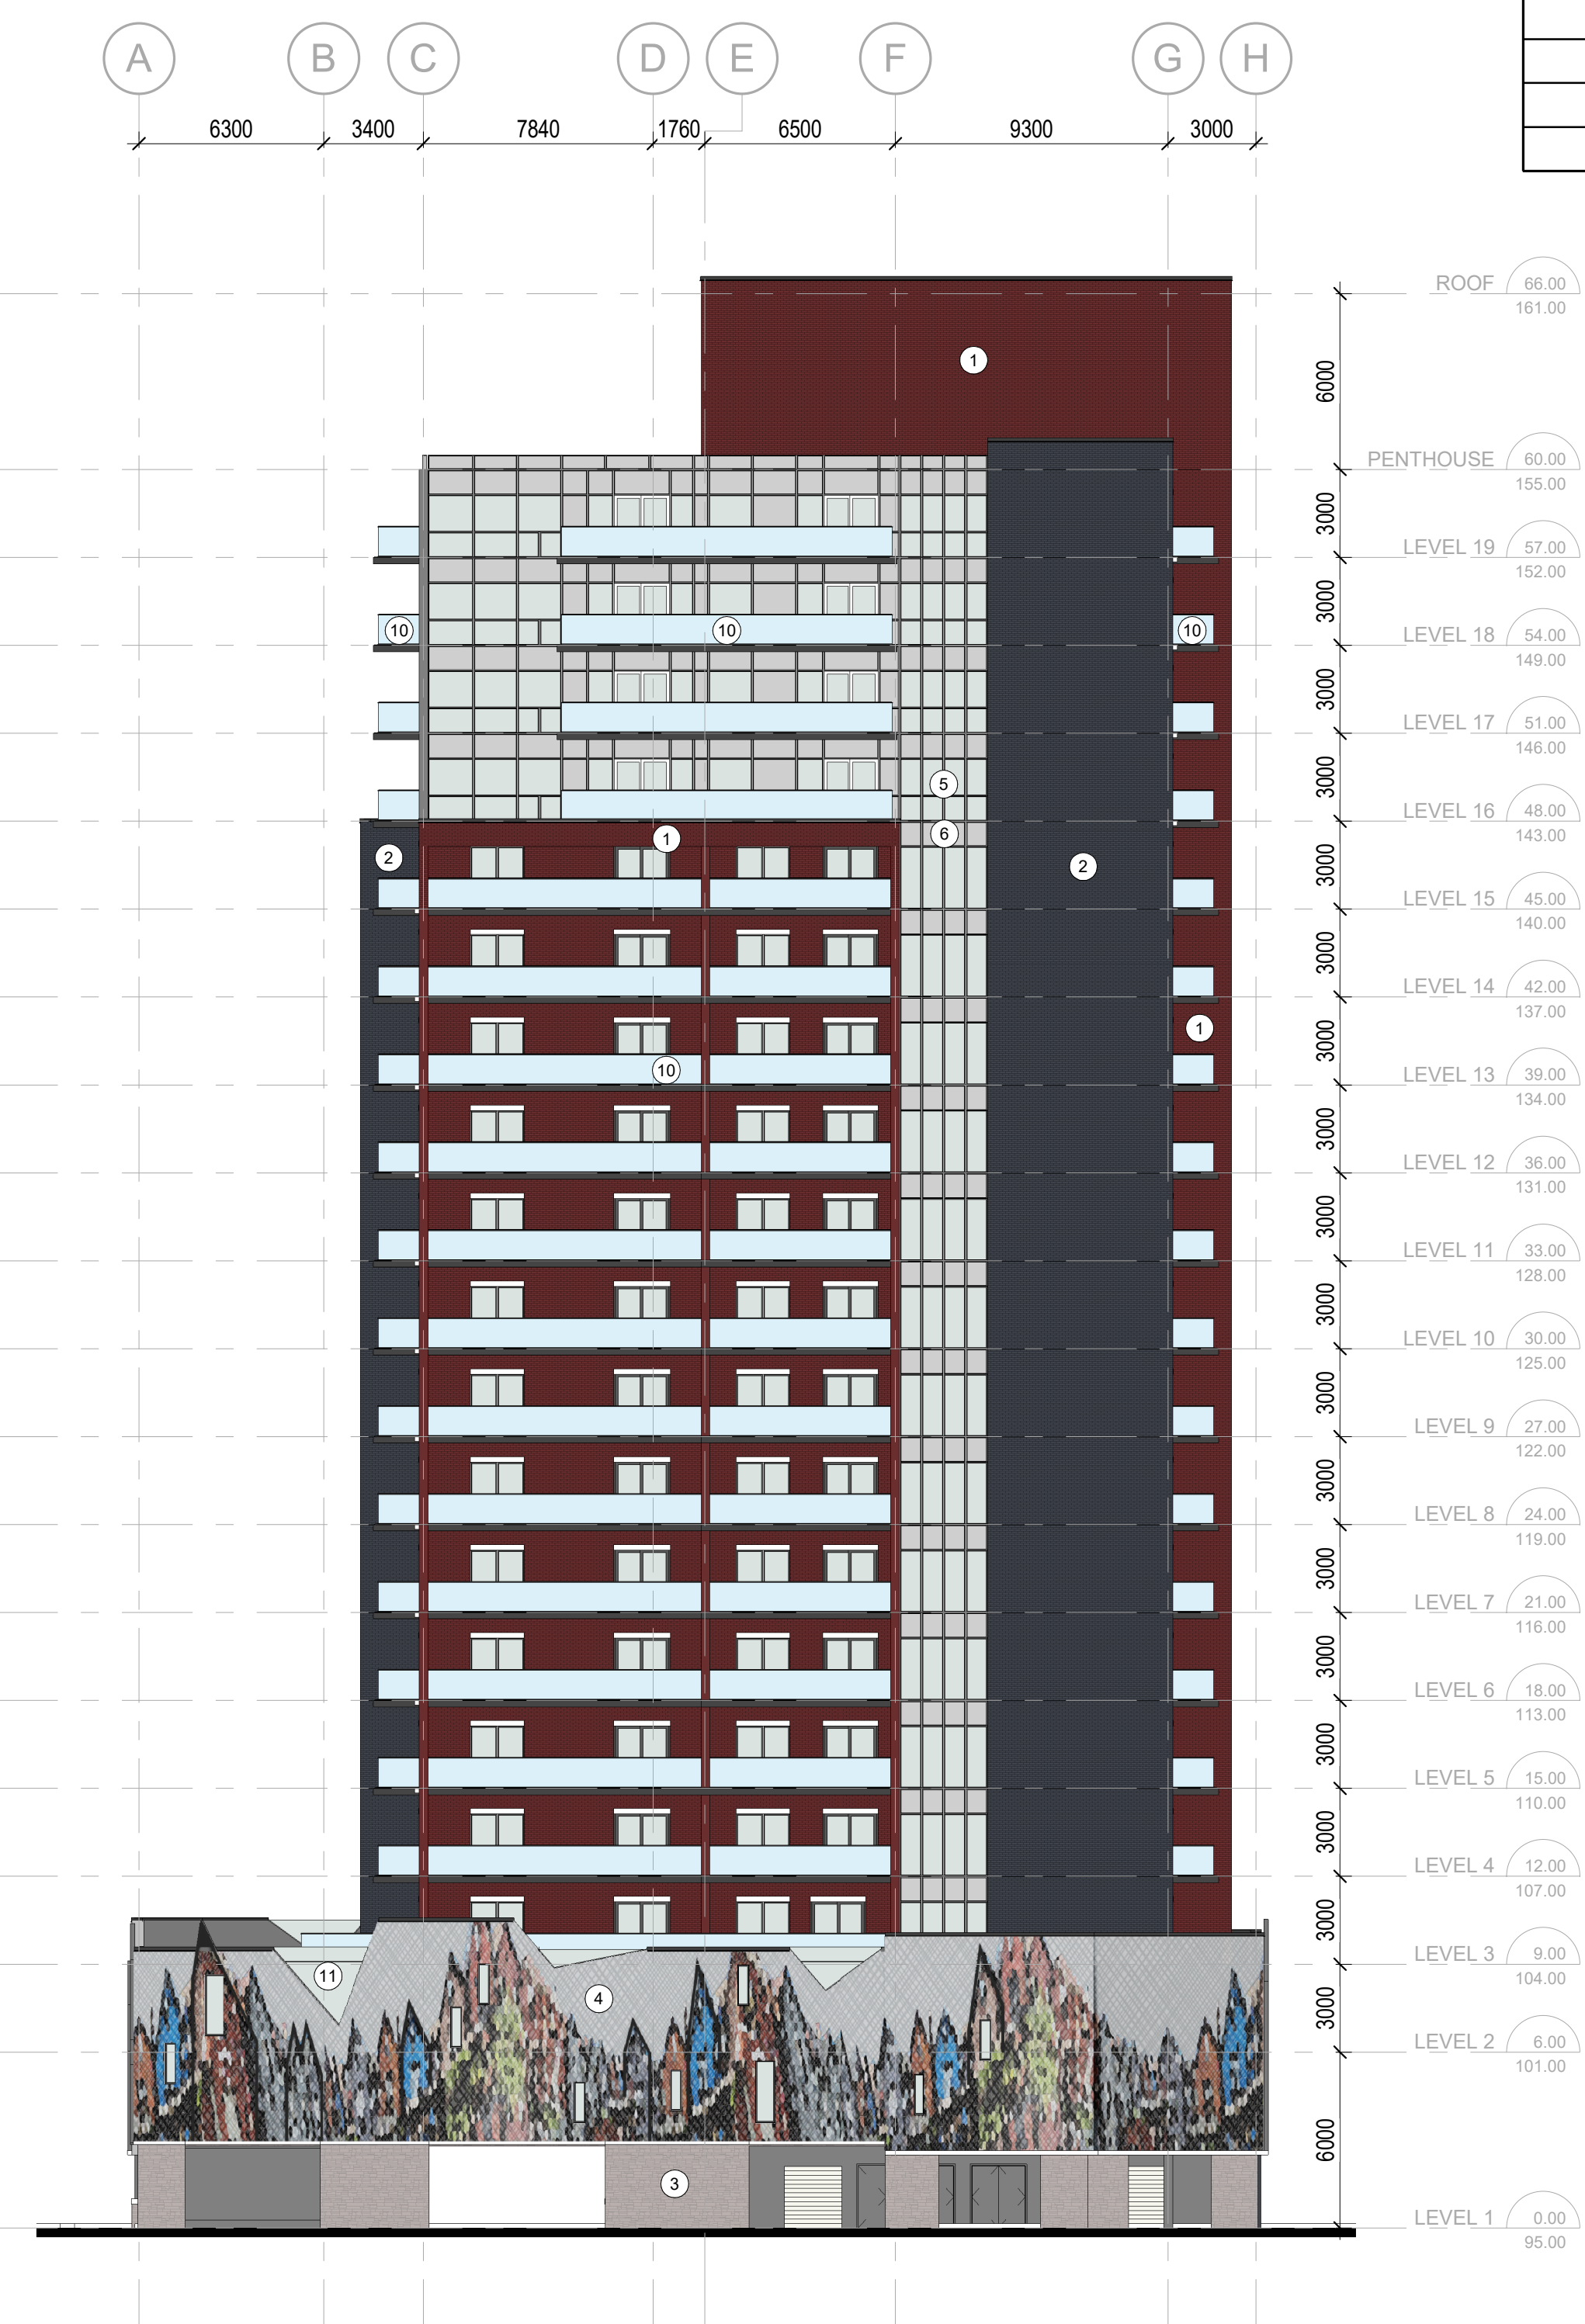 A B C D E F G H
6300 3400 7840 1760 6500 9300 3000
ROOF 66.00
161.00
1
6000
PENTHOUSE 60.00
155.00
3000
LEVEL 19 57.00
152.00
3000
10 10 10
LEVEL 18 54.00
149.00
3000
LEVEL 17 51.00
146.00
5
3000
LEVEL 16 48.00
143.00
6
1
2 2
3000
LEVEL 15 45.00
140.00
3000
LEVEL 14 42.00
137.00
1
3000
10
LEVEL 13 39.00
134.00
3000
LEVEL 12 36.00
131.00
3000
LEVEL 11 33.00
128.00
3000
LEVEL 10 30.00
125.00
3000
LEVEL 9 27.00
122.00
3000
LEVEL 8 24.00
119.00
3000
LEVEL 7 21.00
116.00
3000
LEVEL 6 18.00
113.00
3000
LEVEL 5 15.00
110.00
3000
LEVEL 4 12.00
107.00
3000
LEVEL 3 9.00
104.00
11
4
3000
LEVEL 2 6.00
101.00
6000
3
LEVEL 1 0.00
95.00